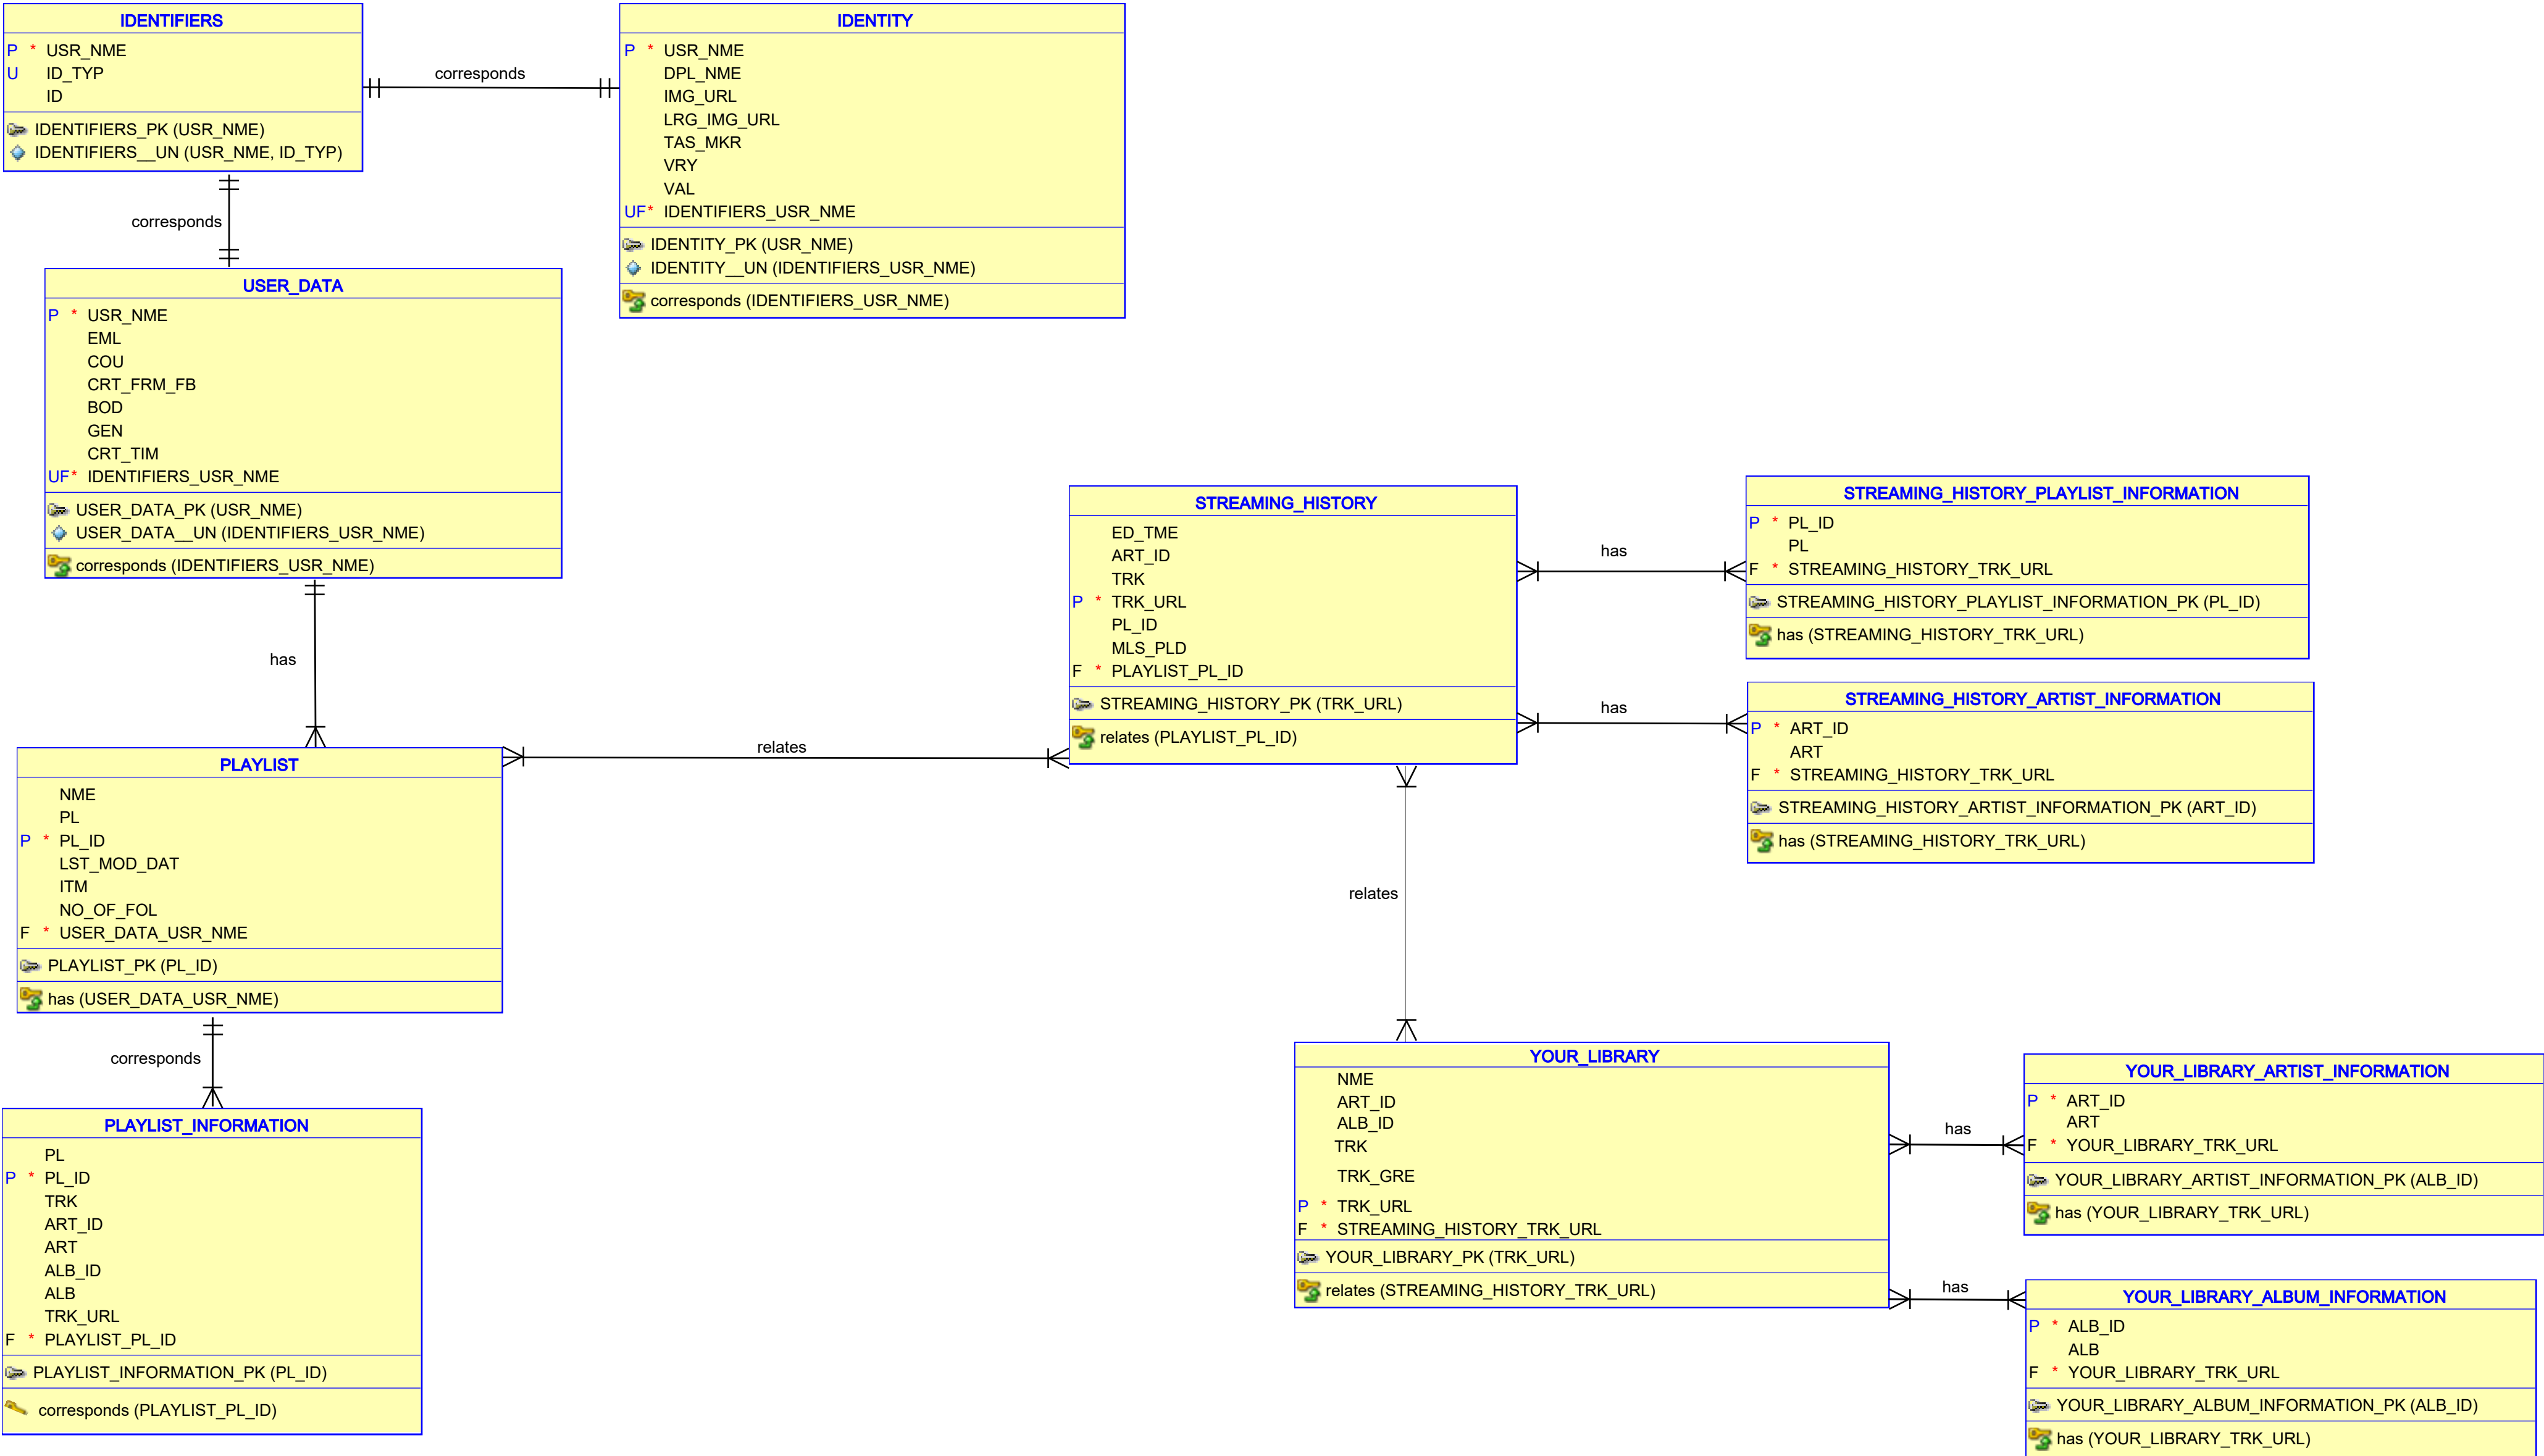 IDENTIFIERS
P * USR_NME
U ID_TYP
ID
IDENTIFIERS_PK (USR_NME)
IDENTIFIERS__UN (USR_NME, ID_TYP)
corresponds
IDENTITY
P * USR_NME
DPL_NME
IMG_URL
LRG_IMG_URL
TAS_MKR
VRY
VAL
UF* IDENTIFIERS_USR_NME
IDENTITY_PK (USR_NME)
IDENTITY__UN (IDENTIFIERS_USR_NME)
corresponds (IDENTIFIERS_USR_NME)
corresponds
USER_DATA
P * USR_NME
EML
COU
CRT_FRM_FB
BOD
GEN
CRT_TIM
UF* IDENTIFIERS_USR_NME
USER_DATA_PK (USR_NME)
USER_DATA__UN (IDENTIFIERS_USR_NME)
corresponds (IDENTIFIERS_USR_NME)
has
PLAYLIST
NME
PL
P * PL_ID
LST_MOD_DAT
ITM
NO_OF_FOL
F * USER_DATA_USR_NME
PLAYLIST_PK (PL_ID)
has (USER_DATA_USR_NME)
relates
corresponds
PLAYLIST_INFORMATION
PL
P * PL_ID
TRK
ART_ID
ART
ALB_ID
ALB
TRK_URL
F * PLAYLIST_PL_ID
PLAYLIST_INFORMATION_PK (PL_ID)
corresponds (PLAYLIST_PL_ID)
STREAMING_HISTORY
ED_TME
ART_ID
TRK
P * TRK_URL
PL_ID
MLS_PLD
F * PLAYLIST_PL_ID
STREAMING_HISTORY_PK (TRK_URL)
relates (PLAYLIST_PL_ID)
has
STREAMING_HISTORY_PLAYLIST_INFORMATION
P * PL_ID
PL
F * STREAMING_HISTORY_TRK_URL
STREAMING_HISTORY_PLAYLIST_INFORMATION_PK (PL_ID)
has (STREAMING_HISTORY_TRK_URL)
has
STREAMING_HISTORY_ARTIST_INFORMATION
P * ART_ID
ART
F * STREAMING_HISTORY_TRK_URL
STREAMING_HISTORY_ARTIST_INFORMATION_PK (ART_ID)
has (STREAMING_HISTORY_TRK_URL)
relates
YOUR_LIBRARY
NME
ART_ID
ALB_ID
TRK
TRK_GRE
P * TRK_URL
F * STREAMING_HISTORY_TRK_URL
YOUR_LIBRARY_PK (TRK_URL)
relates (STREAMING_HISTORY_TRK_URL)
has
YOUR_LIBRARY_ARTIST_INFORMATION
P * ART_ID
ART
F * YOUR_LIBRARY_TRK_URL
YOUR_LIBRARY_ARTIST_INFORMATION_PK (ALB_ID)
has (YOUR_LIBRARY_TRK_URL)
has
YOUR_LIBRARY_ALBUM_INFORMATION
P * ALB_ID
ALB
F * YOUR_LIBRARY_TRK_URL
YOUR_LIBRARY_ALBUM_INFORMATION_PK (ALB_ID)
has (YOUR_LIBRARY_TRK_URL)